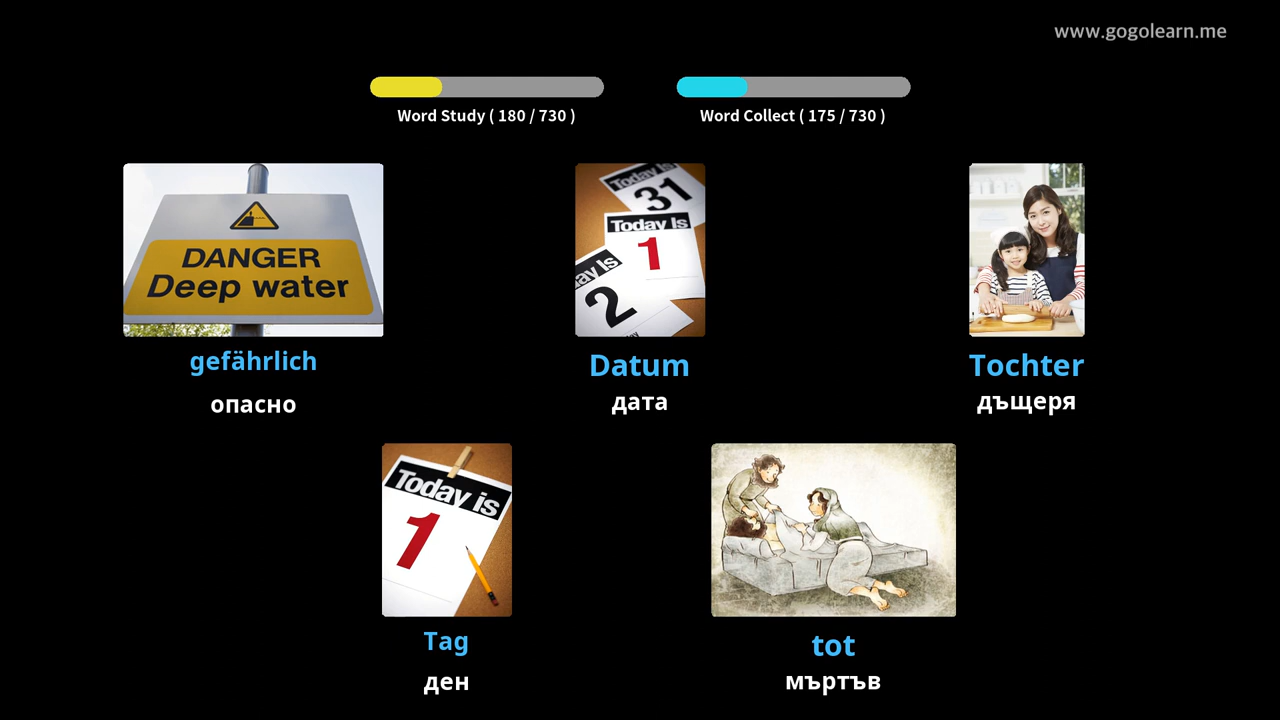 www.gogolearn.me
Word Study ( 180 / 730 )
Word Collect ( 175 / 730 )
DANGER
Deep water
Today Is
31
Today Is
1
ay Is
2
gefährlich
опасно
Datum
дата
Tochter
дъщеря
Today is
1
Tag
ден
tot
мъртъв